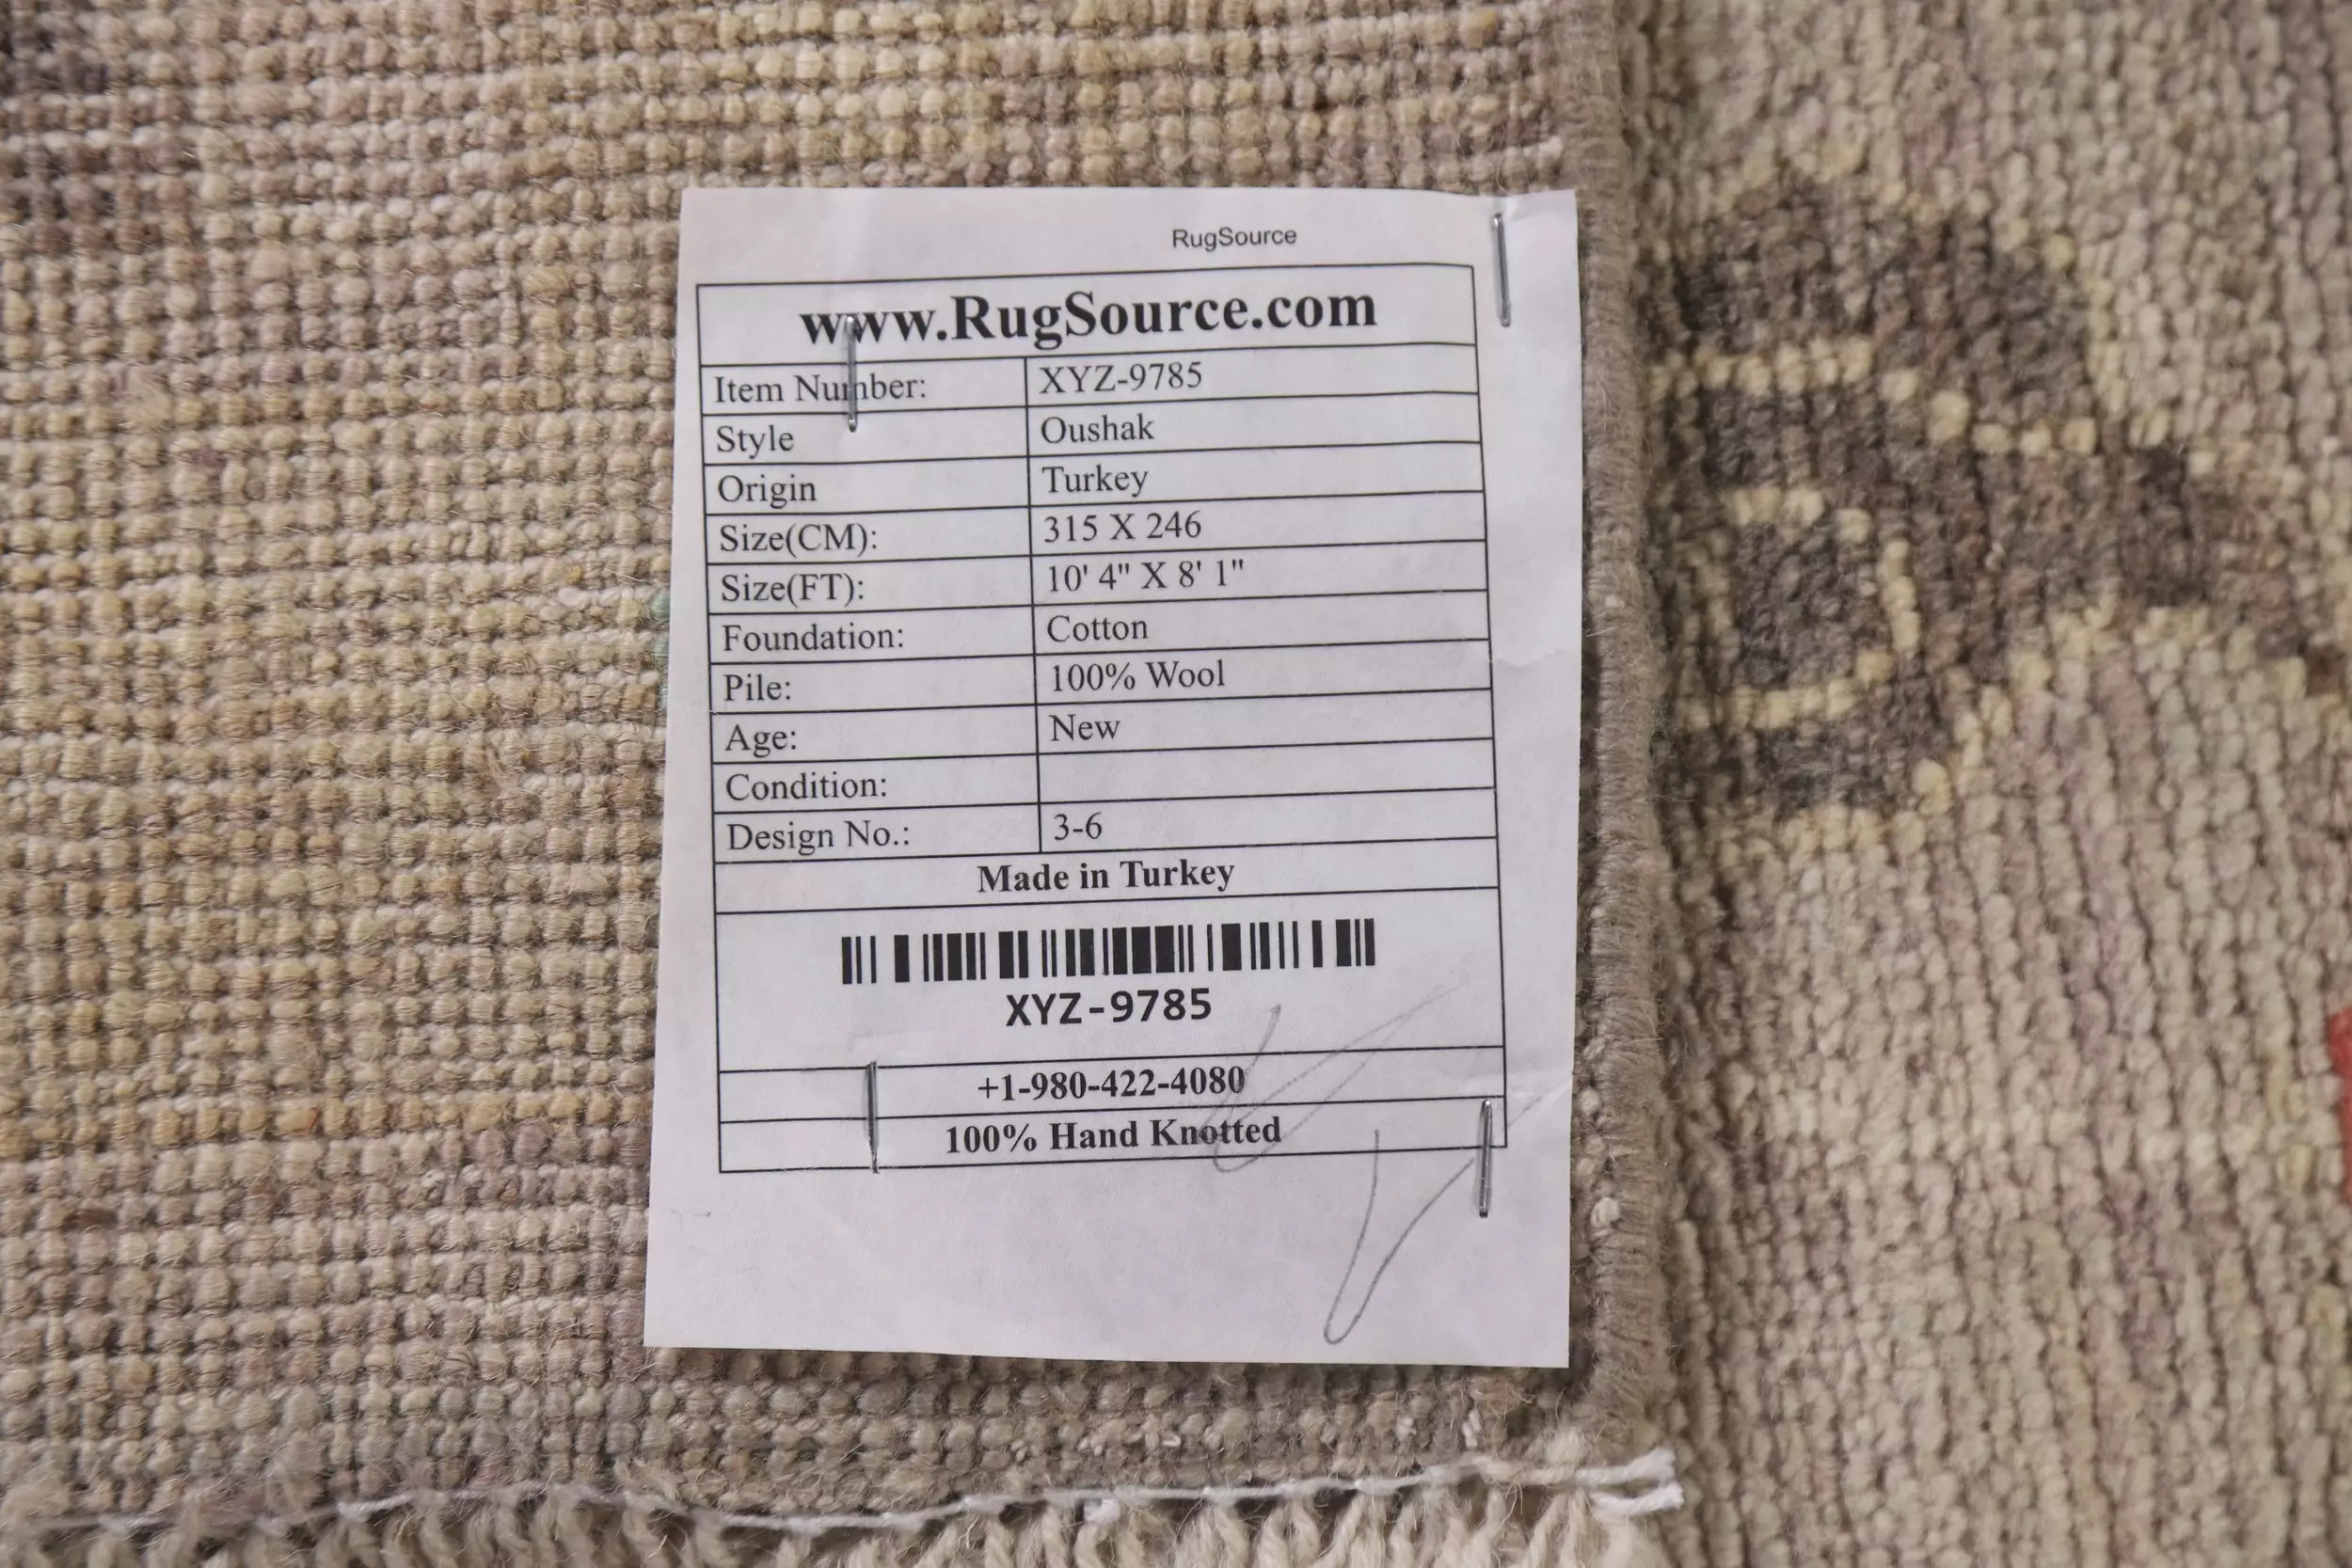 RugSource
www.RugSource.com
Item Number: XYZ-9785
Style Oushak
Origin Turkey
Size(CM): 315 X 246
Size(FT): 10' 4" X 8' 1"
Foundation: Cotton
Pile: 100% Wool
Age: New
Condition:
Design No.: 3-6
Made in Turkey
XYZ-9785
+1-980-422-4080
100% Hand Knotted